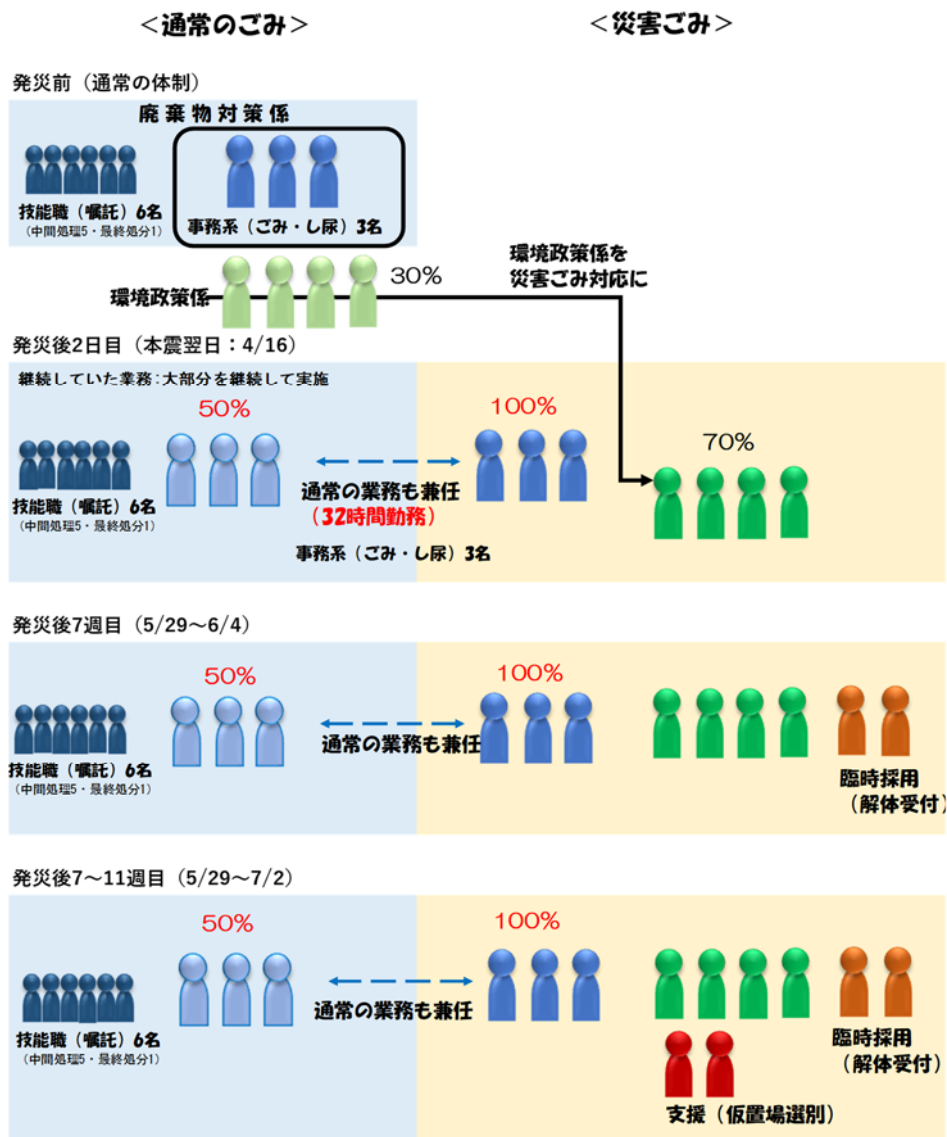 ＜通常のごみ＞
＜災害ごみ＞
発災前（通常の体制）
廃棄物対策係
技能職（嘱託）6名
（中間処理5・最終処分1）
事務系（ごみ・し尿）3名
環境政策係
30%
環境政策係を
災害ごみ対応に
発災後2日目（本震翌日：4/16）
継続していた業務：大部分を継続して実施
50%
100%
70%
通常の業務も兼任
（32時間勤務）
技能職（嘱託）6名
（中間処理5・最終処分1）
事務系（ごみ・し尿）3名
発災後7週目（5/29～6/4）
50%
100%
通常の業務も兼任
技能職（嘱託）6名
（中間処理5・最終処分1）
臨時採用
（解体受付）
発災後7～11週目（5/29～7/2）
50%
100%
通常の業務も兼任
技能職（嘱託）6名
（中間処理5・最終処分1）
臨時採用
（解体受付）
支援（仮置場選別）